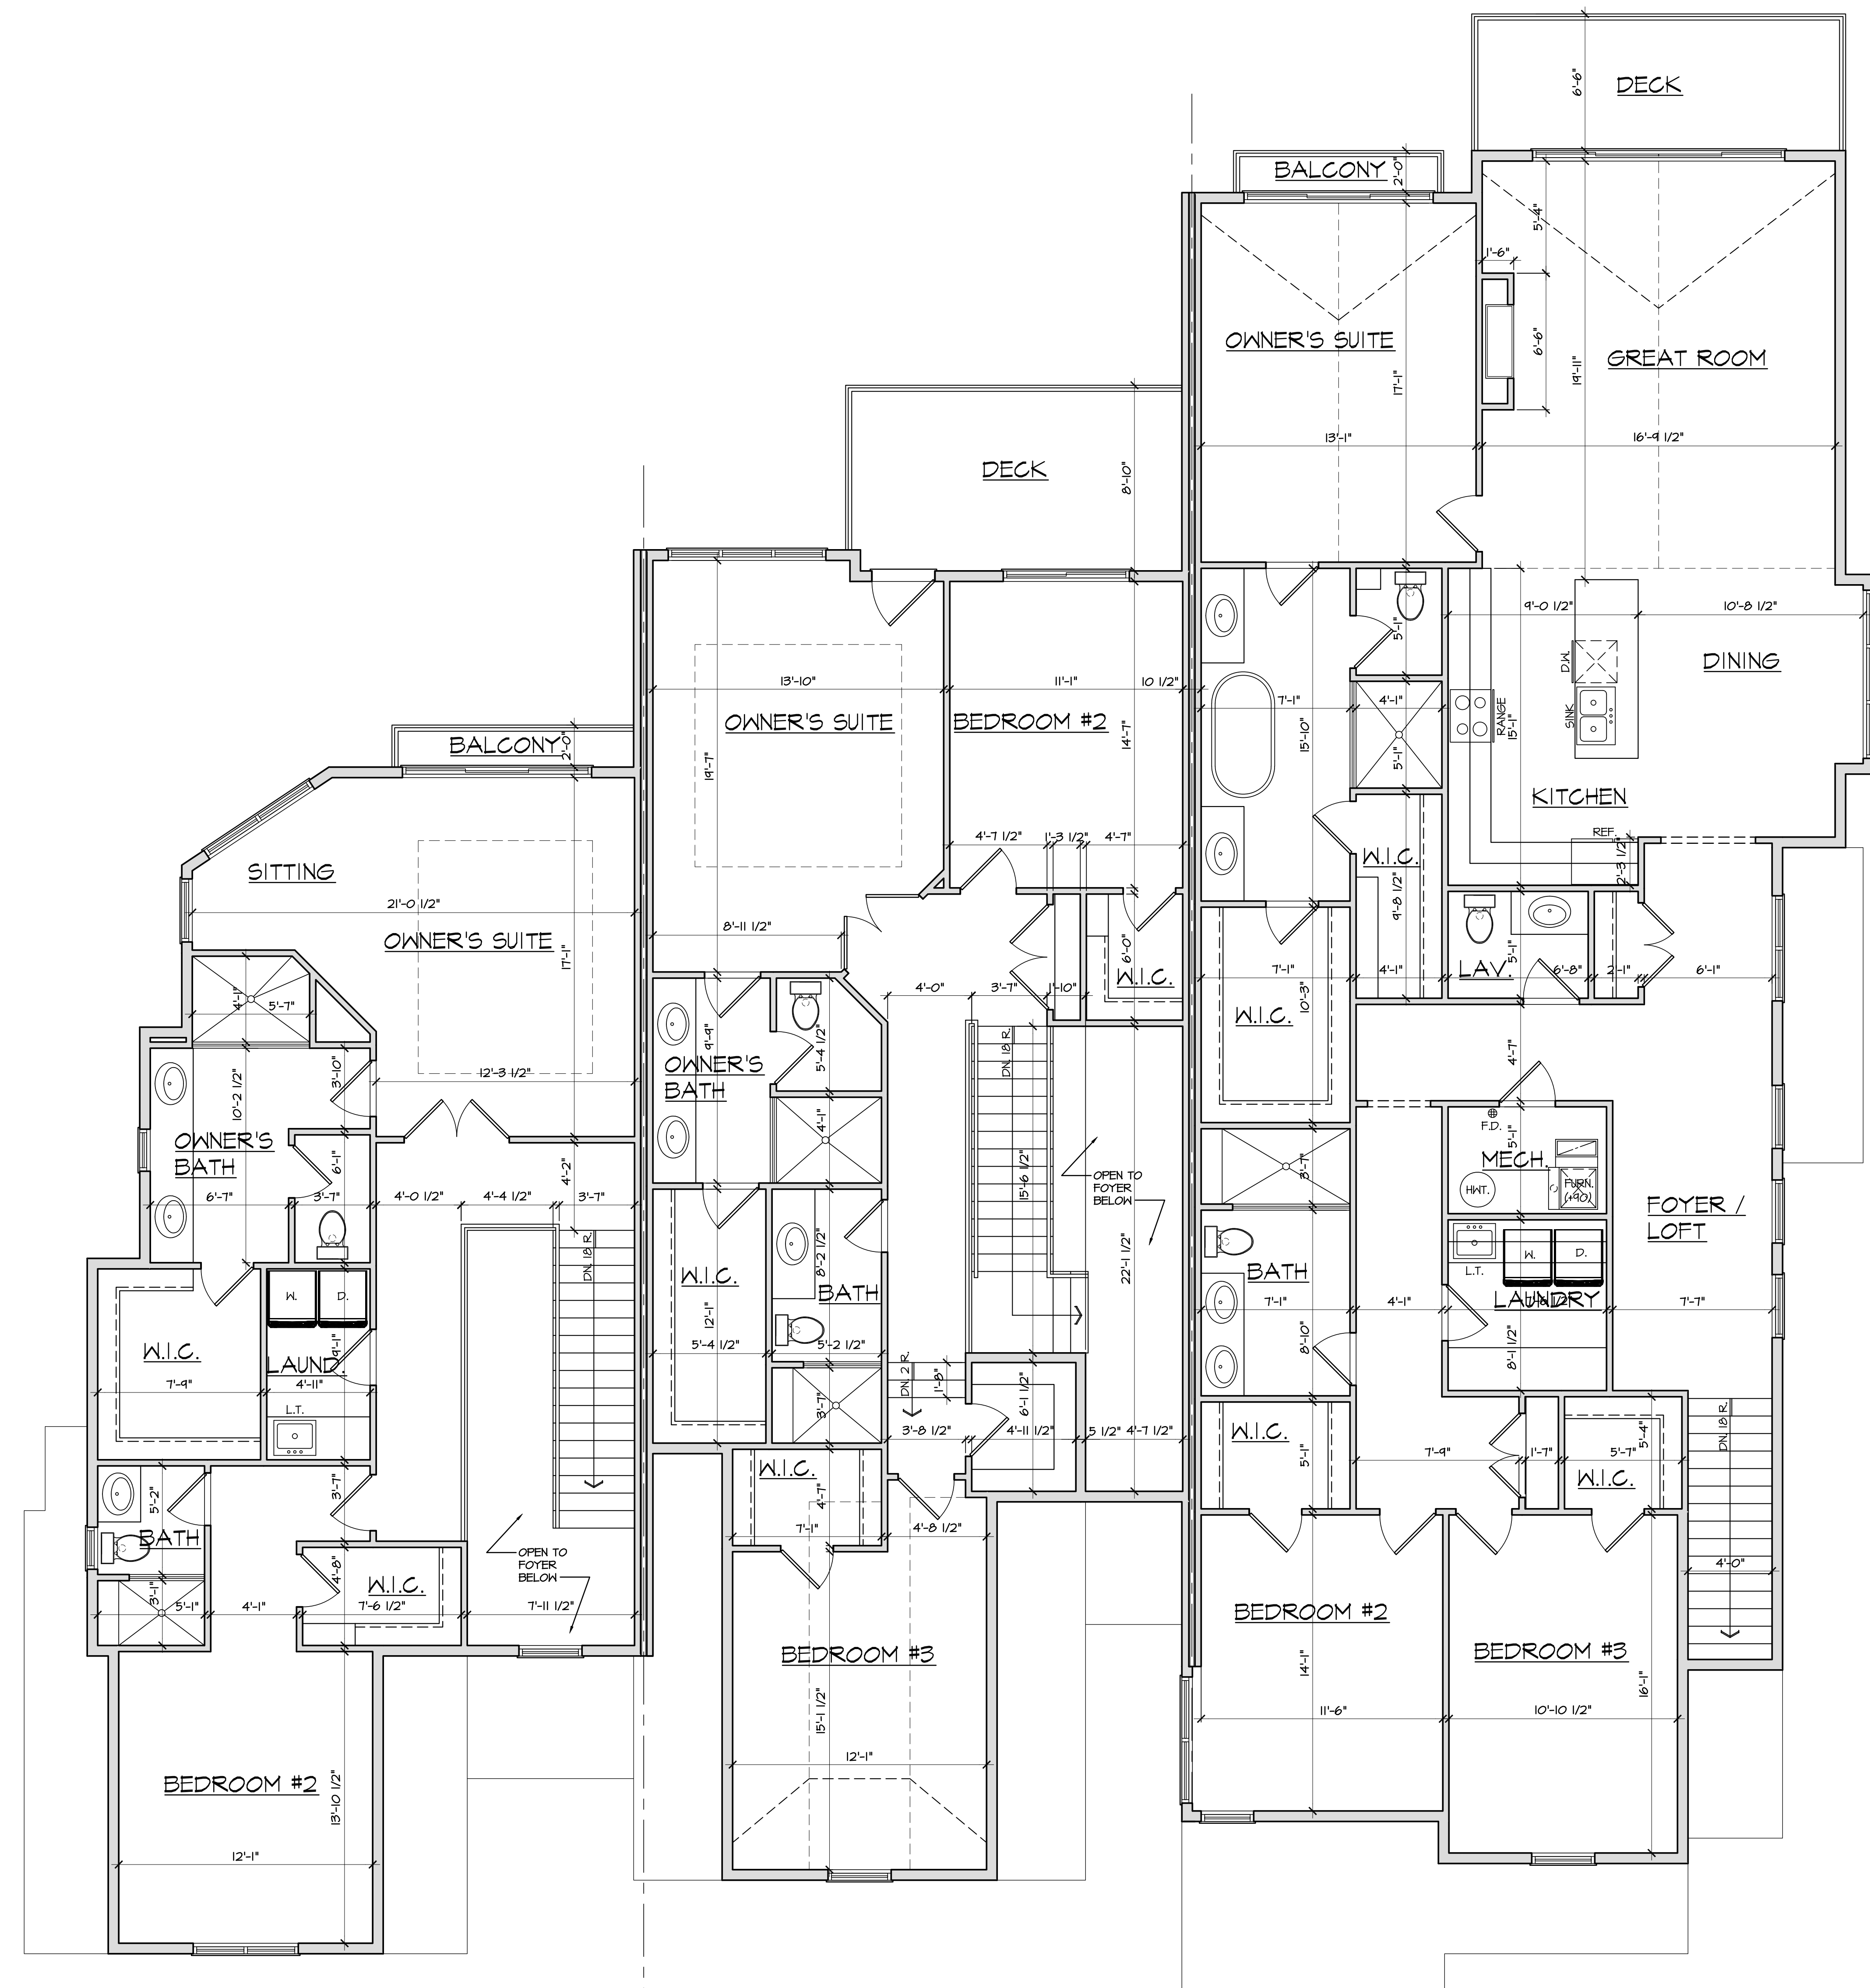 DECK
6'-6"
BALCONY
2'-0"
5'-4"
1'-6"
OWNER'S SUITE
GREAT ROOM
6'-6"
17'-1"
19'-11"
13'-1"
16'-9 1/2"
DECK
8'-10"
9'-0 1/2"
10'-8 1/2"
5'-1"
D.W.
DINING
13'-10"
11'-1"
10 1/2"
7'-1"
4'-1"
RANGE
SINK
OWNER'S SUITE
BEDROOM #2
14'-7"
15'-10"
5'-1"
15'-1"
BALCONY
2'-0"
19'-7"
KITCHEN
REF.
4'-7 1/2"
1'-3 1/2"
4'-7"
W.I.C.
2'-3 1/2"
SITTING
21'-0 1/2"
9'-8 1/2"
8'-11 1/2"
OWNER'S SUITE
17'-1"
6'-0"
W.I.C.
7'-1"
4'-1"
LAV.
5'-1"
6'-8"
2'-1"
6'-1"
4'-1"
5'-7"
4'-0"
3'-7"
1'-10"
10'-3"
W.I.C.
9'-9"
5'-4 1/2"
DN. 18 R.
4'-7"
3'-10"
12'-3 1/2"
OWNER'S
BATH
10'-2 1/2"
F.D.
4'-1"
5'-1"
OWNER'S
BATH
6'-1"
4'-2"
OPEN TO
FOYER
BELOW
3'-7"
MECH.
HWT.
FURN.
(+90)
15'-6 1/2"
6'-7"
3'-7"
4'-0 1/2"
4'-4 1/2"
3'-7"
FOYER /
LOFT
DN. 18 R.
8'-2 1/2"
22'-1 1/2"
W.
D.
L.T.
W.I.C.
BATH
BATH
LAUNDRY
W.
D.
7'-1"
4'-1"
7'-7"
12'-1"
9'-1"
W.I.C.
LAUND.
5'-4 1/2"
5'-2 1/2"
8'-10"
8'-1 1/2"
7'-9"
4'-11"
DN. 2 R.
1'-8"
6'-1 1/2"
L.T.
3'-7"
3'-8 1/2"
4'-11 1/2"
5 1/2"
4'-7 1/2"
W.I.C.
5'-1"
7'-9"
1'-7"
5'-7"
5'-4"
W.I.C.
DN. 18 R.
W.I.C.
4'-7"
5'-2"
3'-7"
BATH
7'-1"
4'-8 1/2"
OPEN TO
FOYER
BELOW
4'-8"
W.I.C.
4'-0"
3'-1"
5'-1"
4'-1"
7'-6 1/2"
7'-11 1/2"
BEDROOM #2
BEDROOM #3
BEDROOM #3
14'-1"
16'-1"
15'-1 1/2"
11'-6"
10'-10 1/2"
12'-1"
BEDROOM #2
13'-10 1/2"
12'-1"